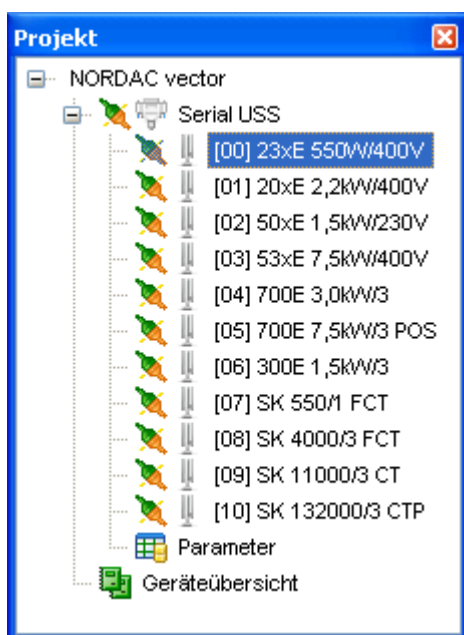 Projekt
NORDAC vector
Serial USS
[00] 23xE 550W/400V
[01] 20xE 2,2kW/400V
[02] 50xE 1,5kW/230V
[03] 53xE 7,5kW/400V
[04] 700E 3,0kW/3
[05] 700E 7,5kW/3 POS
[06] 300E 1,5kW/3
[07] SK 550/1 FCT
[08] SK 4000/3 FCT
[09] SK 11000/3 CT
[10] SK 132000/3 CTP
Parameter
Geräteübersicht